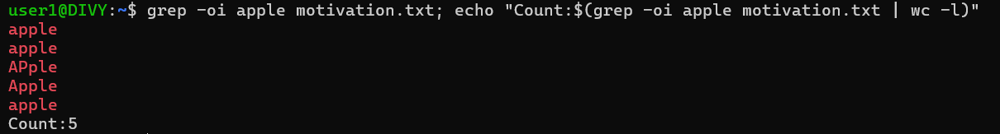 user1@DIVY:~$ grep -oi apple motivation.txt; echo "Count:$(grep -oi apple motivation.txt | wc -l)"
apple
apple
APple
Apple
apple
Count:5